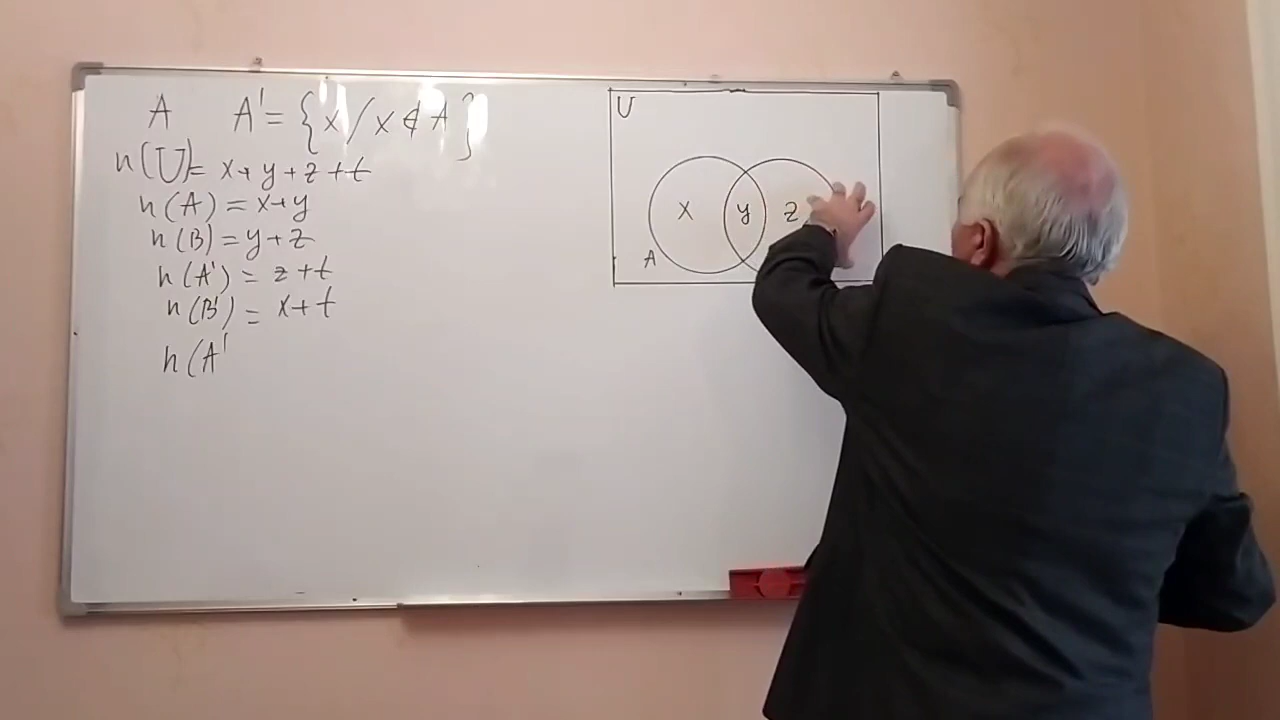 A A' = {x / x ∉ A}
n(U) = x + y + z + t
n(A) = x + y
n(B) = y + z
n(A') = z + t
n(B') = x + t
n(A'
U
x y z
A